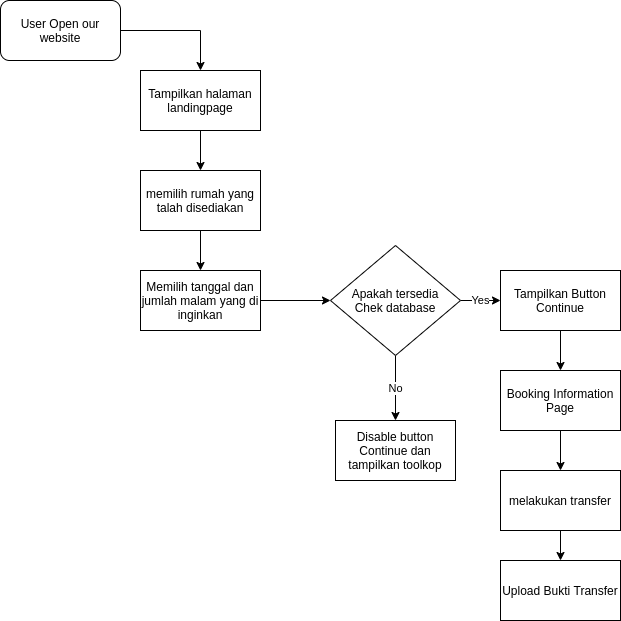 User Open our
website
Tampilkan halaman
landingpage
memilih rumah yang
talah disediakan
Memilih tanggal dan
jumlah malam yang di
inginkan
Apakah tersedia
Chek database
Yes
Tampilkan Button
Continue
No
Disable button
Continue dan
tampilkan toolkop
Booking Information
Page
melakukan transfer
Upload Bukti Transfer